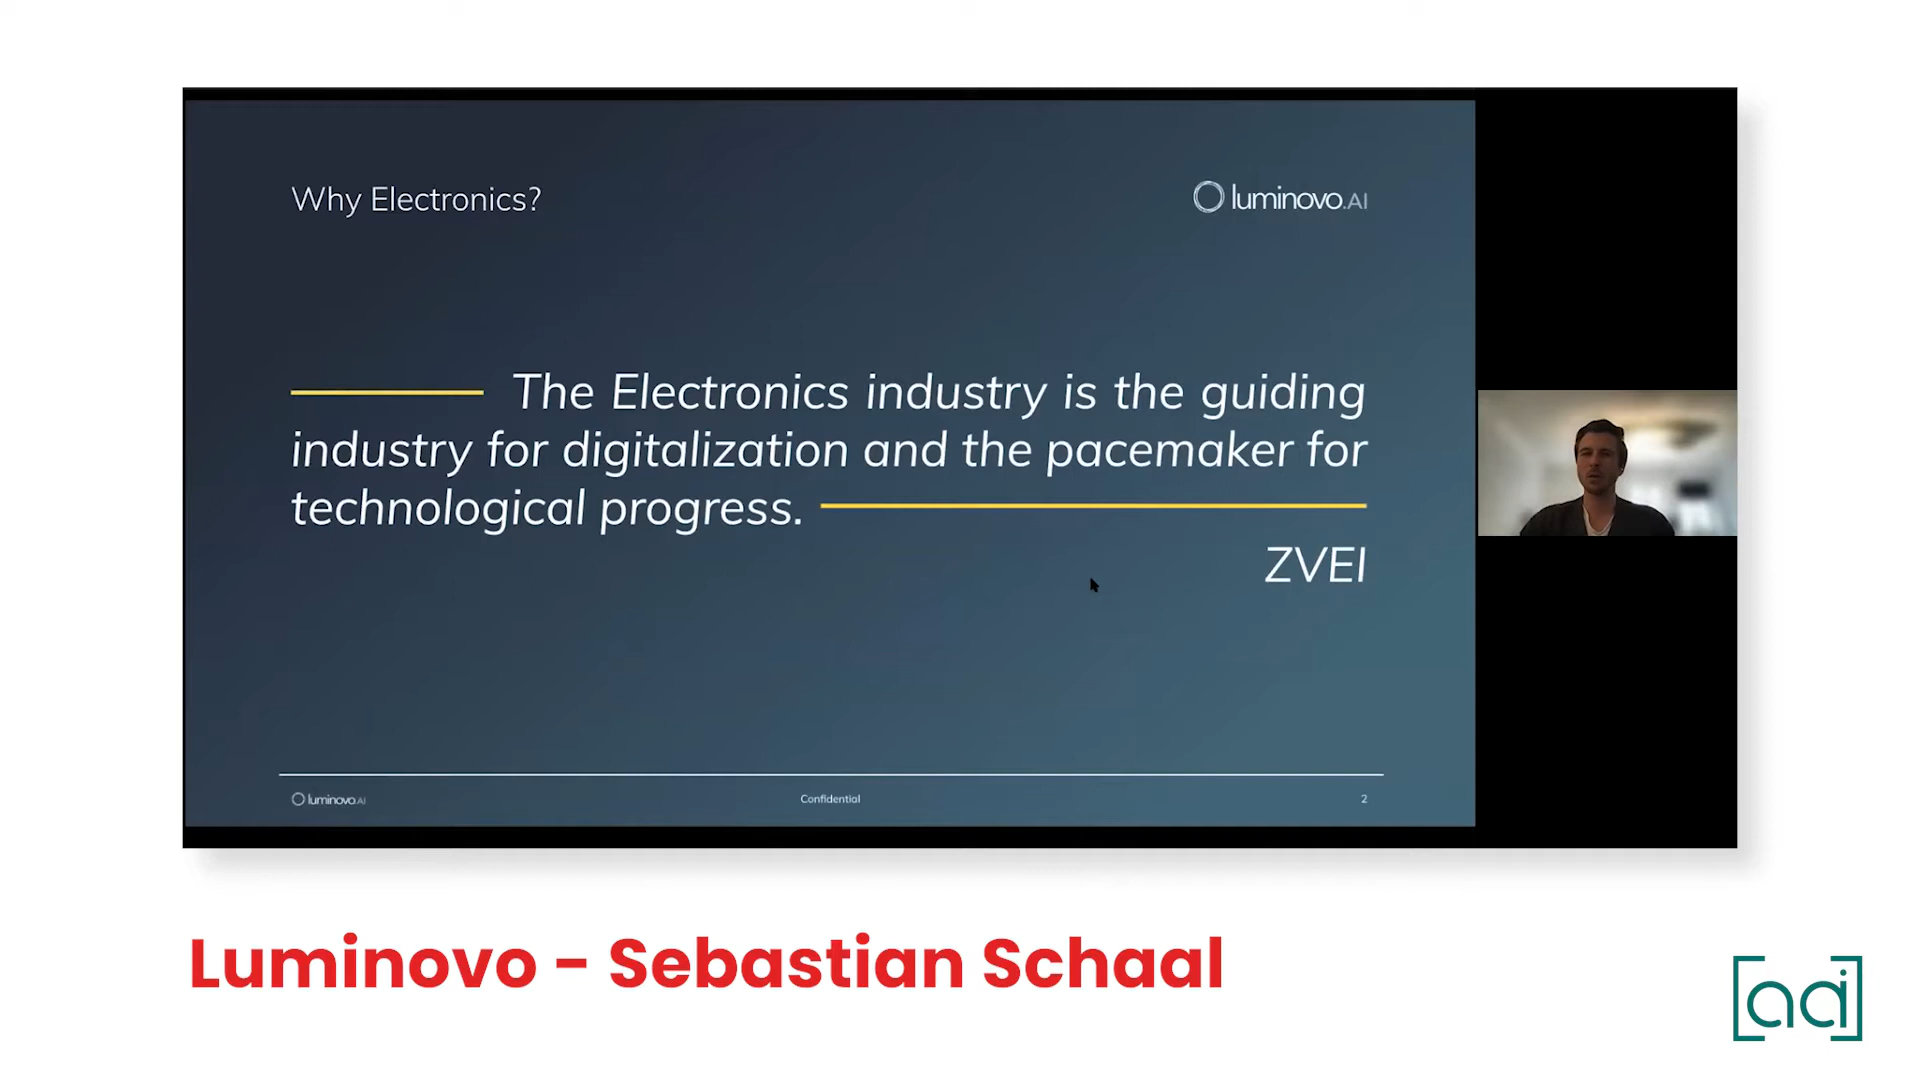 Why Electronics?
luminovo.AI
The Electronics industry is the guiding
industry for digitalization and the pacemaker for
technological progress.
ZVEI
luminovo.AI
Confidential
2
Luminovo - Sebastian Schaal
[adi]